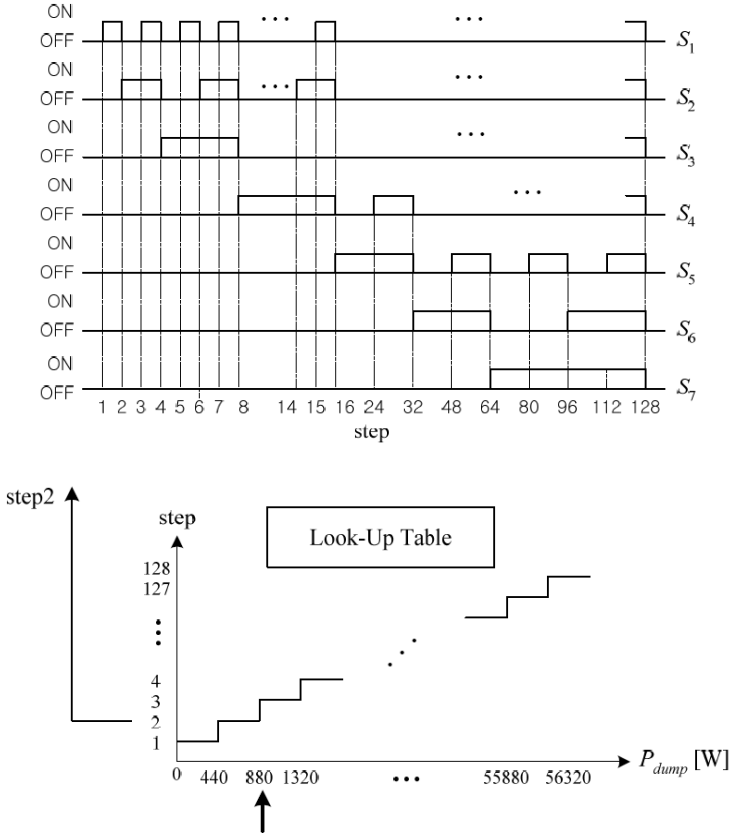 ON
OFF
S1
ON
OFF
S2
ON
OFF
S3
ON
OFF
S4
ON
OFF
S5
ON
OFF
S6
ON
OFF
S7
1 2 3 4 5 6 7 8 14 15 16 24 32 48 64 80 96 112 128
step
step2
step
Look-Up Table
128
127
4
3
2
1
0 440 880 1320 ••• 55880 56320
Pdump [W]